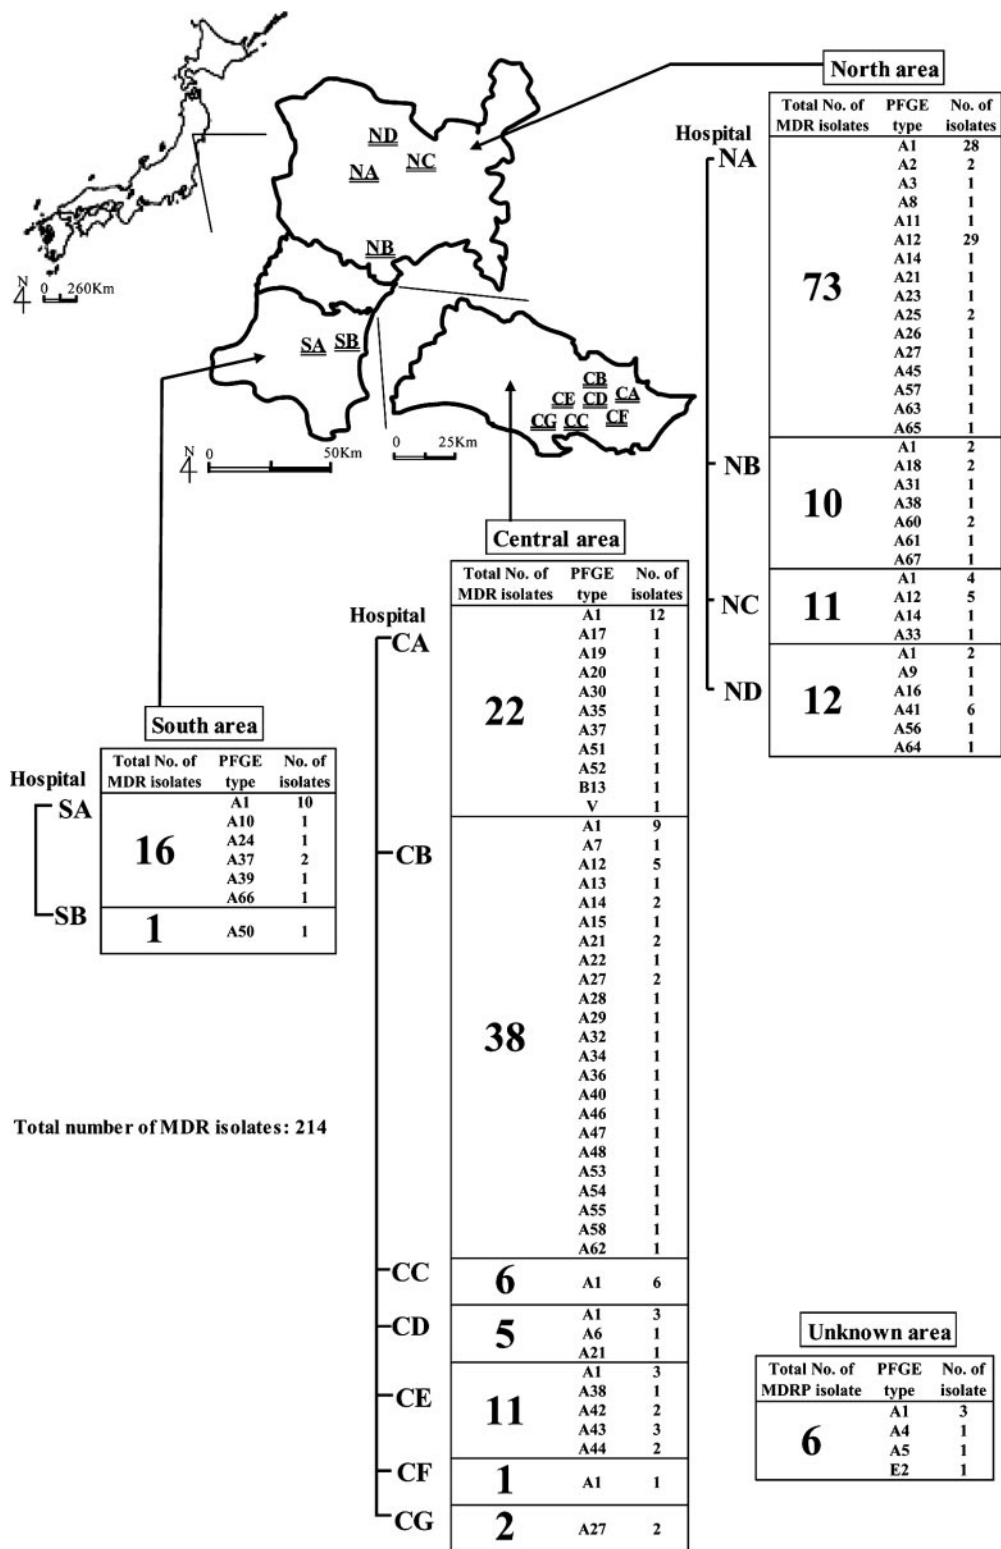 North area
Total No. of MDR isolates PFGE type No. of isolates
Hospital
NA
73
A1 28
A2 2
A3 1
A8 1
A11 1
A12 29
A14 1
A21 1
A23 1
A25 2
A26 1
A27 1
A45 1
A57 1
A63 1
A65 1
NB
10
A1 2
A18 2
A31 1
A38 1
A60 2
A61 1
A67 1
NC
11
A1 4
A12 5
A14 1
A33 1
ND
12
A1 2
A9 1
A16 1
A41 6
A56 1
A64 1
ND
NC
NA
NB
N
0 260Km
SA SB
CB
CE CD CA
CG CC CF
N
0 50Km
0 25Km
Central area
Total No. of MDR isolates PFGE type No. of isolates
Hospital
CA
22
A1 12
A17 1
A19 1
A20 1
A30 1
A35 1
A37 1
A51 1
A52 1
B13 1
V 1
CB
38
A1 9
A7 1
A12 5
A13 1
A14 2
A15 1
A21 2
A22 1
A27 2
A28 1
A29 1
A32 1
A34 1
A36 1
A40 1
A46 1
A47 1
A48 1
A53 1
A54 1
A55 1
A58 1
A62 1
CC
6
A1 6
CD
5
A1 3
A6 1
A21 1
CE
11
A1 3
A38 1
A42 2
A43 3
A44 2
CF
1
A1 1
CG
2
A27 2
South area
Total No. of MDR isolates PFGE type No. of isolates
Hospital
SA
16
A1 10
A10 1
A24 1
A37 2
A39 1
A66 1
SB
1
A50 1
Total number of MDR isolates: 214
Unknown area
Total No. of MDRP isolate PFGE type No. of isolate
6
A1 3
A4 1
A5 1
E2 1